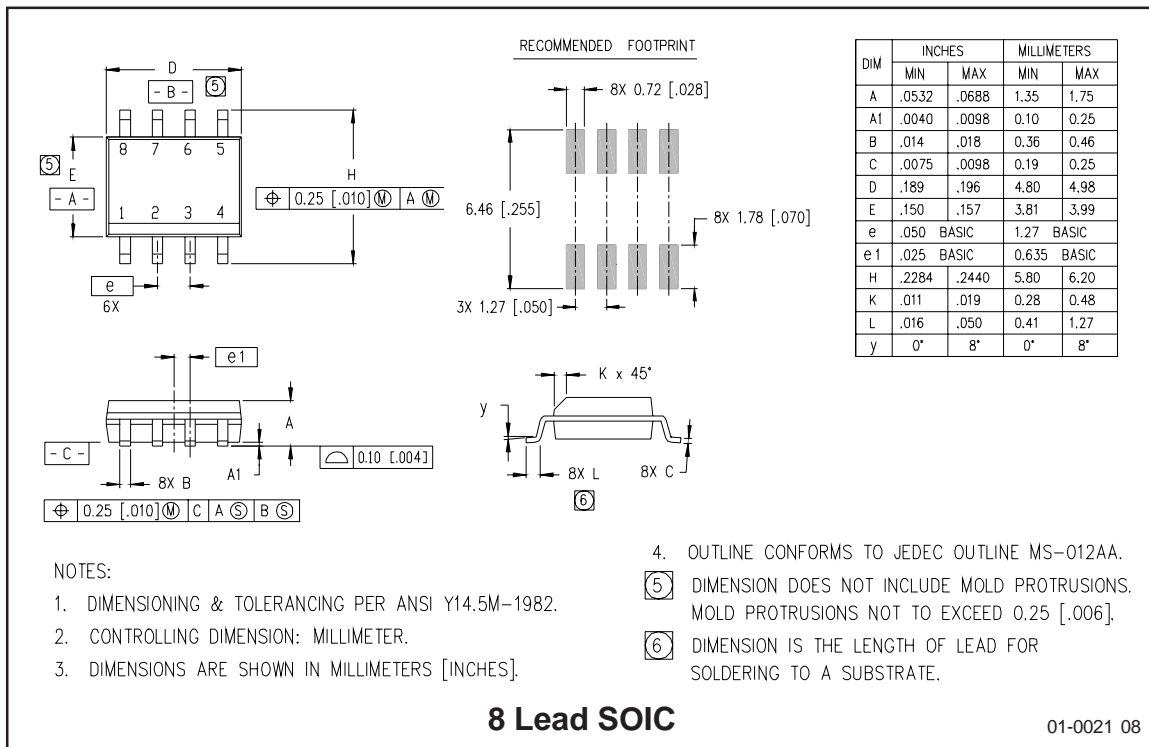 RECOMMENDED FOOTPRINT
D
- B -
5
8 7 6 5
5
E
- A -
H
⌖ 0.25 [.010] Ⓜ A Ⓜ
1 2 3 4
e
6X
8X 0.72 [.028]
6.46 [.255]
8X 1.78 [.070]
3X 1.27 [.050]
DIM INCHES MILLIMETERS
MIN MAX MIN MAX
A .0532 .0688 1.35 1.75
A1 .0040 .0098 0.10 0.25
B .014 .018 0.36 0.46
C .0075 .0098 0.19 0.25
D .189 .196 4.80 4.98
E .150 .157 3.81 3.99
e .050 BASIC 1.27 BASIC
e1 .025 BASIC 0.635 BASIC
H .2284 .2440 5.80 6.20
K .011 .019 0.28 0.48
L .016 .050 0.41 1.27
y 0° 8° 0° 8°
e1
A
- C -
A1
8X B
⌓ 0.10 [.004]
⌖ 0.25 [.010] Ⓜ C A Ⓢ B Ⓢ
K x 45°
y
8X L
6
8X C
NOTES:
1. DIMENSIONING & TOLERANCING PER ANSI Y14.5M-1982.
2. CONTROLLING DIMENSION: MILLIMETER.
3. DIMENSIONS ARE SHOWN IN MILLIMETERS [INCHES].
4. OUTLINE CONFORMS TO JEDEC OUTLINE MS-012AA.
5 DIMENSION DOES NOT INCLUDE MOLD PROTRUSIONS.
MOLD PROTRUSIONS NOT TO EXCEED 0.25 [.006].
6 DIMENSION IS THE LENGTH OF LEAD FOR
SOLDERING TO A SUBSTRATE.
8 Lead SOIC
01-0021 08